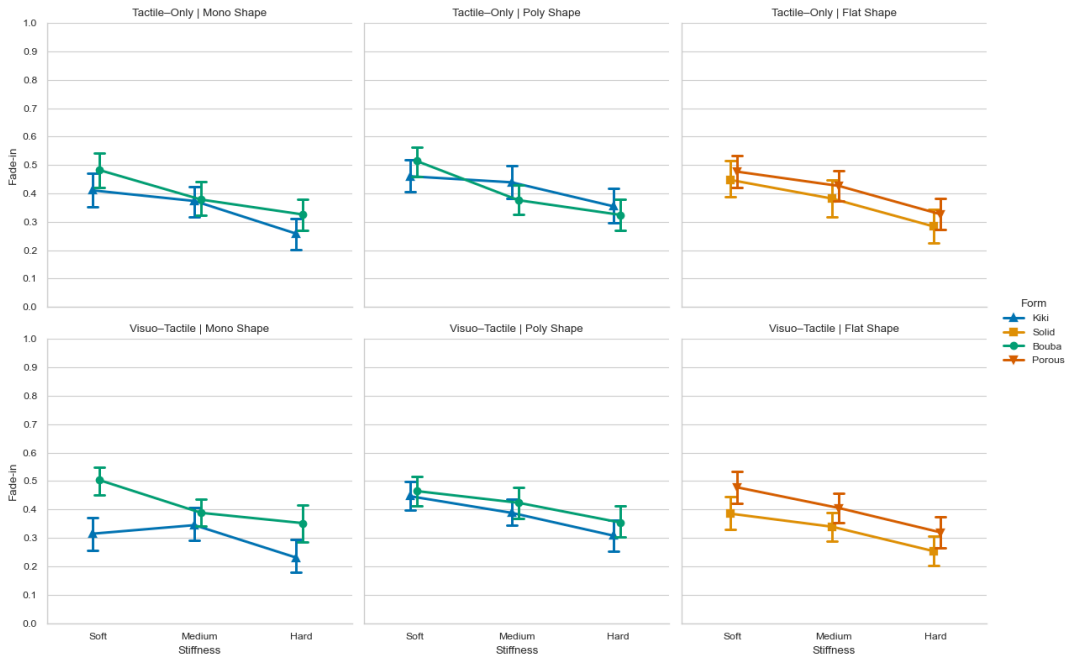 Tactile–Only | Mono Shape
Tactile–Only | Poly Shape
Tactile–Only | Flat Shape
1.0
0.9
0.8
0.7
0.6
0.5
0.4
0.3
0.2
0.1
0.0
Fade-in
Visuo–Tactile | Mono Shape
Visuo–Tactile | Poly Shape
Visuo–Tactile | Flat Shape
1.0
0.9
0.8
0.7
0.6
0.5
0.4
0.3
0.2
0.1
0.0
Fade-in
Soft Medium Hard
Stiffness
Soft Medium Hard
Stiffness
Soft Medium Hard
Stiffness
Form
Kiki
Solid
Bouba
Porous